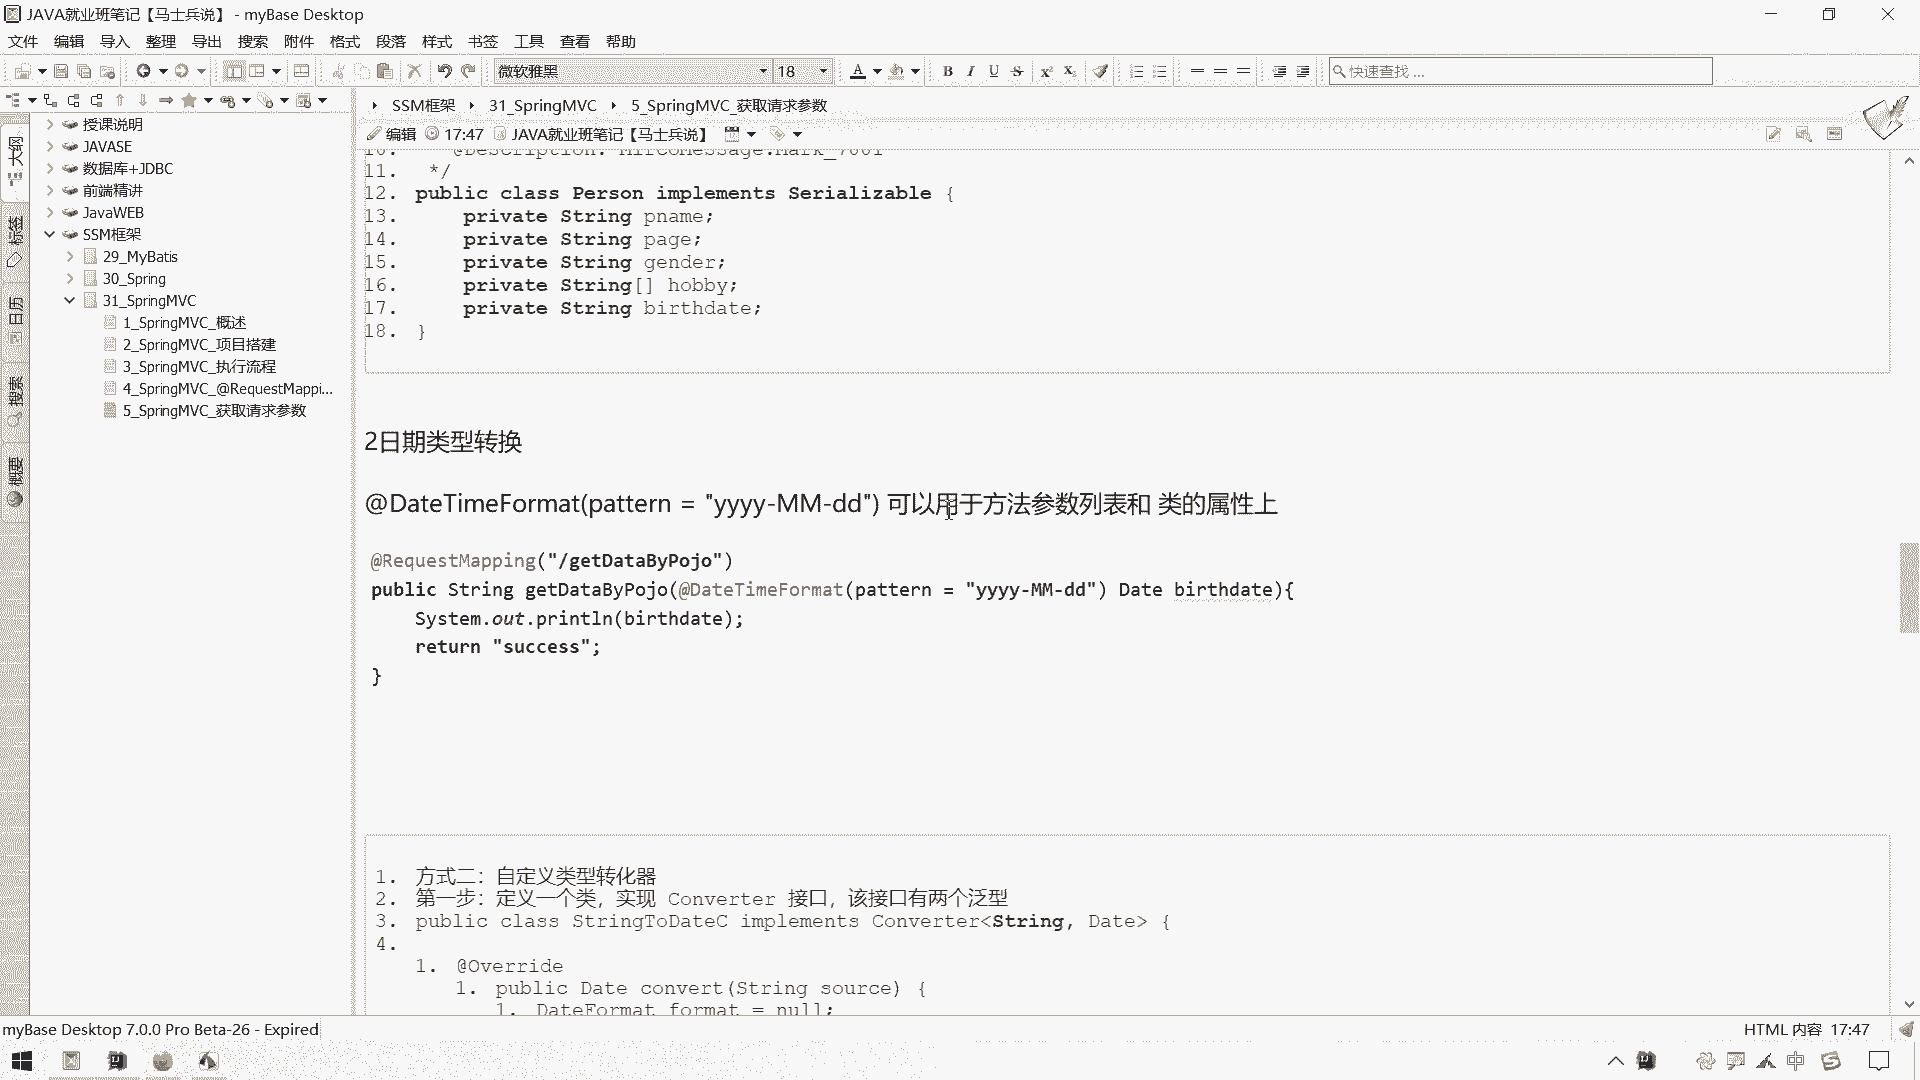 JAVA就业班笔记【马士兵说】 - myBase Desktop
文件 编辑 导入 整理 导出 搜索 附件 格式 段落 样式 书签 工具 查看 帮助
微软雅黑 18 A B I U S 快速查找 ...
SSM框架 31_SpringMVC 5_SpringMVC_获取请求参数
编辑 17:47 JAVA就业班笔记【马士兵说】
大纲
标签
日历
搜索
概要
授课说明
JAVASE
数据库+JDBC
前端精讲
JavaWEB
SSM框架
29_MyBatis
30_Spring
31_SpringMVC
1_SpringMVC_概述
2_SpringMVC_项目搭建
3_SpringMVC_执行流程
4_SpringMVC_@RequestMappi...
5_SpringMVC_获取请求参数
11. */
12. public class Person implements Serializable {
13. private String pname;
14. private String page;
15. private String gender;
16. private String[] hobby;
17. private String birthdate;
18. }
2日期类型转换
@DateTimeFormat(pattern = "yyyy-MM-dd") 可以用于方法参数列表和 类的属性上
@RequestMapping("/getDataByPojo")
public String getDataByPojo(@DateTimeFormat(pattern = "yyyy-MM-dd") Date birthdate){
System.out.println(birthdate);
return "success";
}
1. 方式二：自定义类型转化器
2. 第一步：定义一个类，实现 Converter 接口，该接口有两个泛型
3. public class StringToDateC implements Converter<String, Date> {
4.
1. @Override
1. public Date convert(String source) {
1. DateFormat format = null;
myBase Desktop 7.0.0 Pro Beta-26 - Expired
HTML 内容 17:47
中